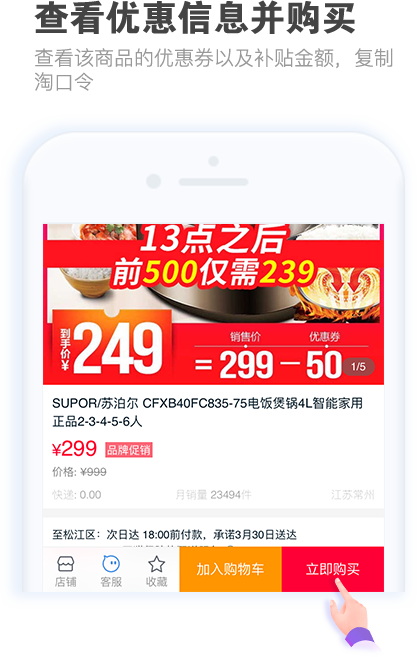 查看优惠信息并购买
查看该商品的优惠券以及补贴金额，复制
淘口令
13点之后
前500仅需239
到手价¥
249
销售价
优惠券
=299－50
1/5
SUPOR/苏泊尔 CFXB40FC835-75电饭煲锅4L智能家用
正品2-3-4-5-6人
¥299 品牌促销
价格: ¥999
快递: 0.00 月销量 23494件 江苏常州
至松江区：次日达 18:00前付款，承诺3月30日送达
店铺 客服 收藏 加入购物车 立即购买